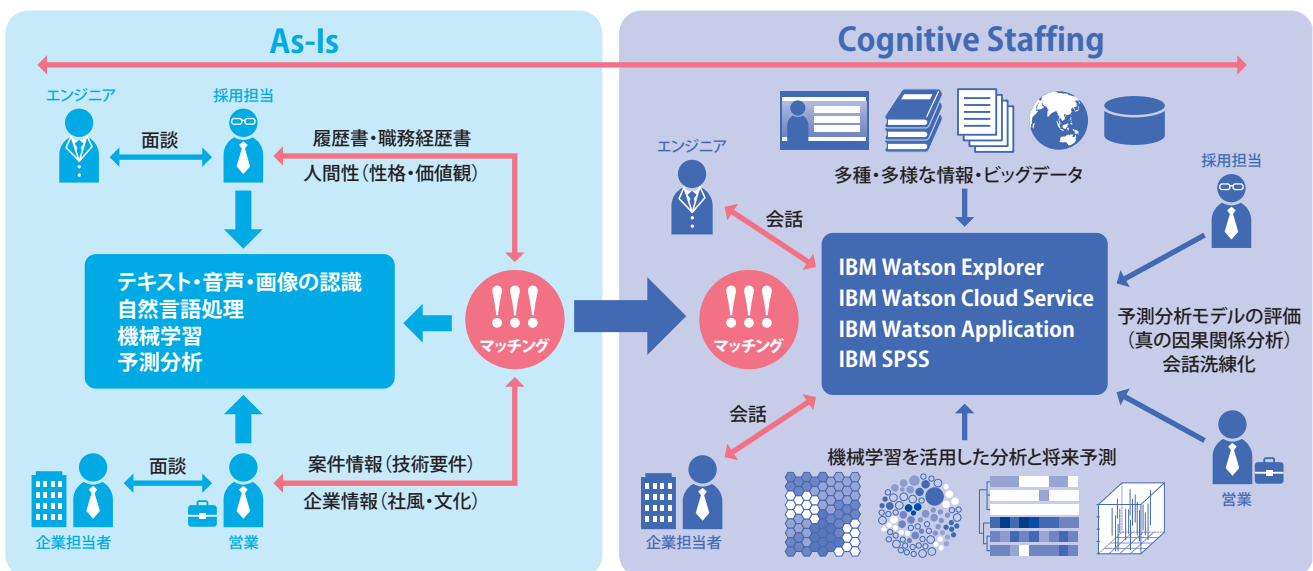 As-Is
エンジニア
採用担当
面談
履歴書・職務経歴書
人間性（性格・価値観）
テキスト・音声・画像の認識
自然言語処理
機械学習
予測分析
!!!
マッチング
面談
案件情報（技術要件）
企業情報（社風・文化）
企業担当者
営業
Cognitive Staffing
多種・多様な情報・ビッグデータ
エンジニア
採用担当
会話
!!!
マッチング
IBM Watson Explorer
IBM Watson Cloud Service
IBM Watson Application
IBM SPSS
予測分析モデルの評価
（真の因果関係分析）
会話洗練化
会話
機械学習を活用した分析と将来予測
企業担当者
営業